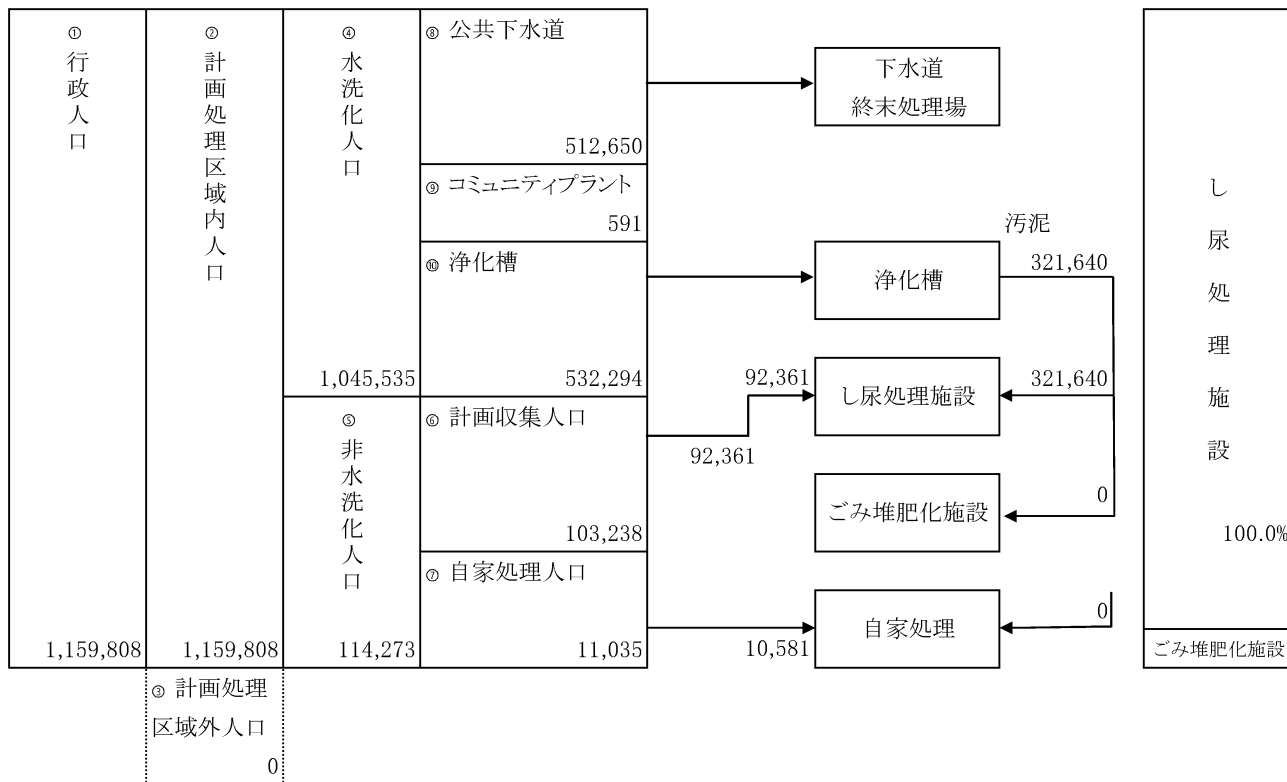 ① 行政人口
1,159,808
② 計画処理区域内人口
1,159,808
③ 計画処理
区域外人口
0
④ 水洗化人口
1,045,535
⑤ 非水洗化人口
114,273
⑧ 公共下水道
512,650
⑨ コミュニティプラント
591
⑩ 浄化槽
532,294
⑥ 計画収集人口
103,238
⑦ 自家処理人口
11,035
92,361
92,361
10,581
下水道
終末処理場
浄化槽
し尿処理施設
ごみ堆肥化施設
自家処理
汚泥
321,640
321,640
0
0
し尿処理施設
100.0%
ごみ堆肥化施設